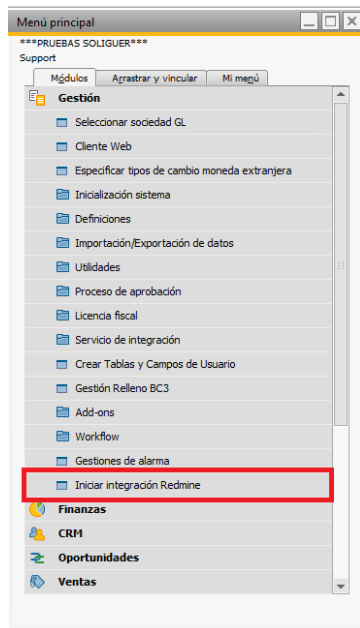 Menú principal
***PRUEBAS SOLIGUER***
Support
Módulos Arrastrar y vincular Mi menú
Gestión
Seleccionar sociedad GL
Cliente Web
Especificar tipos de cambio moneda extranjera
Inicialización sistema
Definiciones
Importación/Exportación de datos
Utilidades
Proceso de aprobación
Licencia fiscal
Servicio de integración
Crear Tablas y Campos de Usuario
Gestión Relleno BC3
Add-ons
Workflow
Gestiones de alarma
Iniciar integración Redmine
Finanzas
CRM
Oportunidades
Ventas